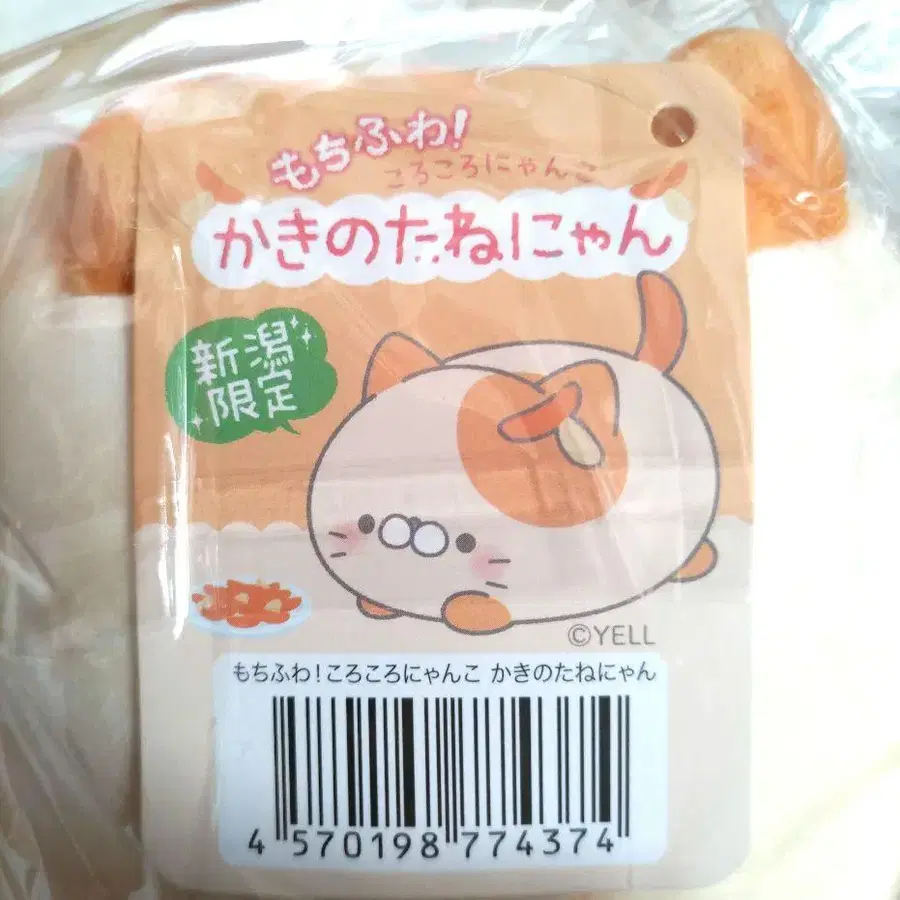 もちふわ!
ころころにゃんこ
かきのたねにゃん
新潟
限定
©YELL
もちふわ!ころころにゃんこ かきのたねにゃん
4 570198 774374